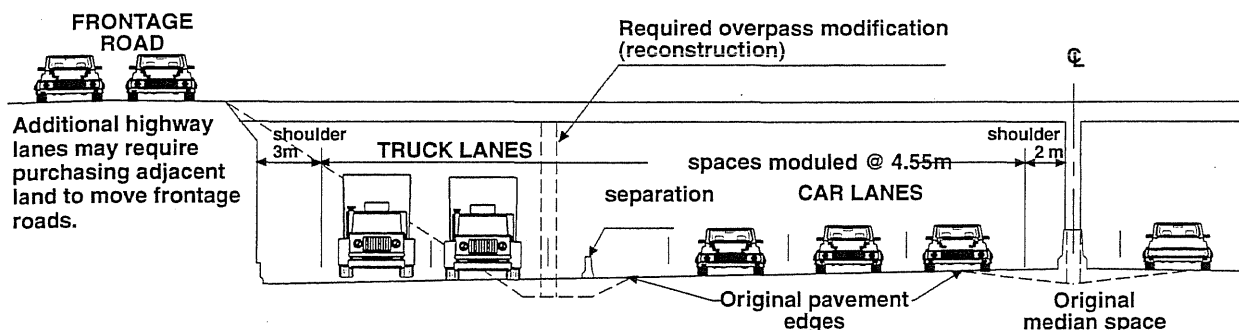 FRONTAGE
ROAD
Required overpass modification
(reconstruction)
℄
Additional highway
lanes may require
purchasing adjacent
land to move frontage
roads.
shoulder
3m
TRUCK LANES
spaces moduled @ 4.55m
shoulder
2 m
separation
CAR LANES
Original pavement
edges
Original
median space